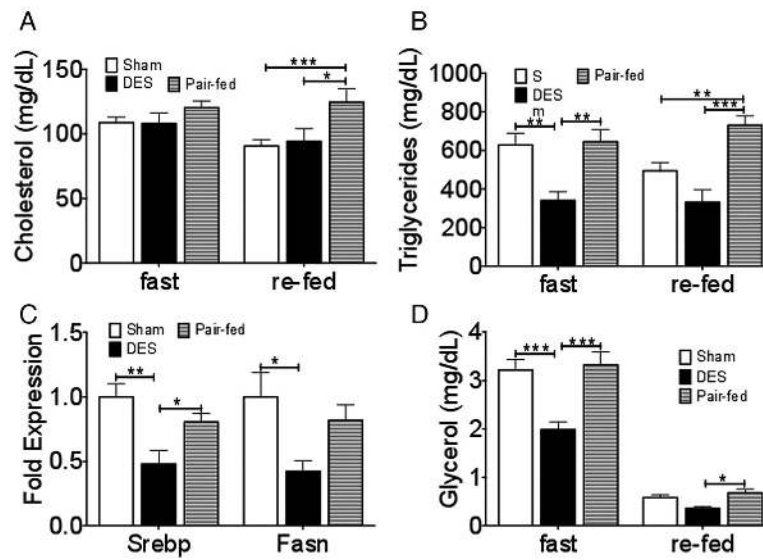 A
Cholesterol (mg/dL)
Sham
DES
Pair-fed
***
*
150
100
50
0
fast
re-fed
B
Triglycerides (mg/dL)
S
DES
m
Pair-fed
**
**
**
***
1000
800
600
400
200
0
fast
re-fed
C
Fold Expression
Sham
DES
Pair-fed
**
*
*
1.5
1.0
0.5
0.0
Srebp
Fasn
D
Glycerol (mg/dL)
Sham
DES
Pair-fed
***
***
*
4
3
2
1
0
fast
re-fed